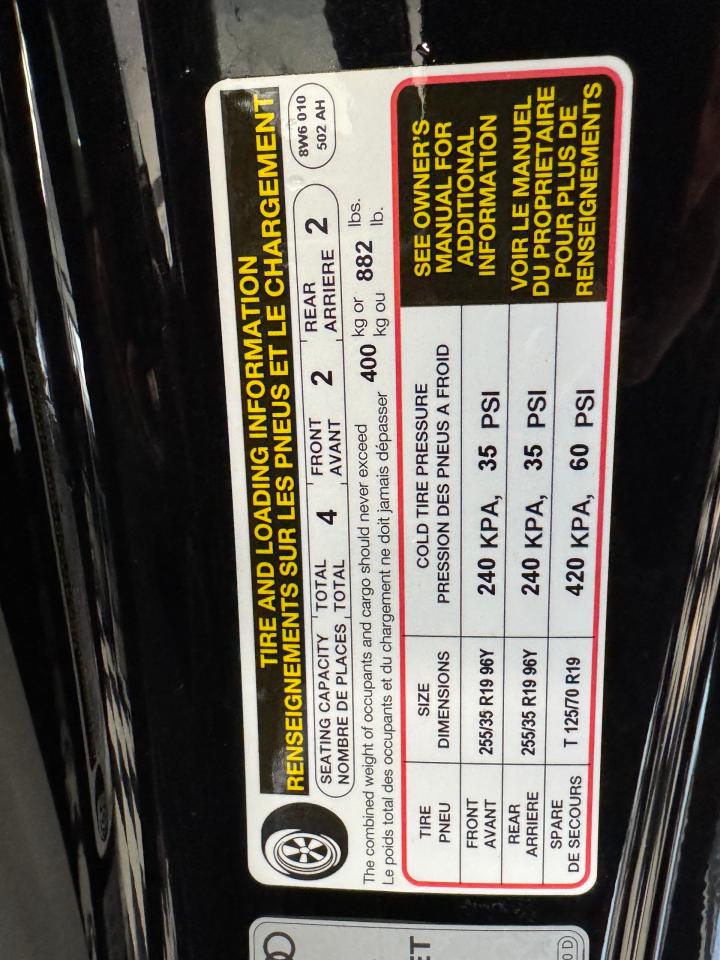 TIRE AND LOADING INFORMATION
RENSEIGNEMENTS SUR LES PNEUS ET LE CHARGEMENT
SEATING CAPACITY TOTAL 4 FRONT 2 REAR 2
NOMBRE DE PLACES TOTAL AVANT ARRIERE
8W6 010
502 AH
The combined weight of occupants and cargo should never exceed 400 kg or 882 lbs.
Le poids total des occupants et du chargement ne doit jamais dépasser kg ou lb.
TIRE SIZE COLD TIRE PRESSURE
PNEU DIMENSIONS PRESSION DES PNEUS A FROID
FRONT
AVANT 255/35 R19 96Y 240 KPA, 35 PSI
REAR
ARRIERE 255/35 R19 96Y 240 KPA, 35 PSI
SPARE
DE SECOURS T 125/70 R19 420 KPA, 60 PSI
SEE OWNER'S
MANUAL FOR
ADDITIONAL
INFORMATION
VOIR LE MANUEL
DU PROPRIETAIRE
POUR PLUS DE
RENSEIGNEMENTS
ET
0 D